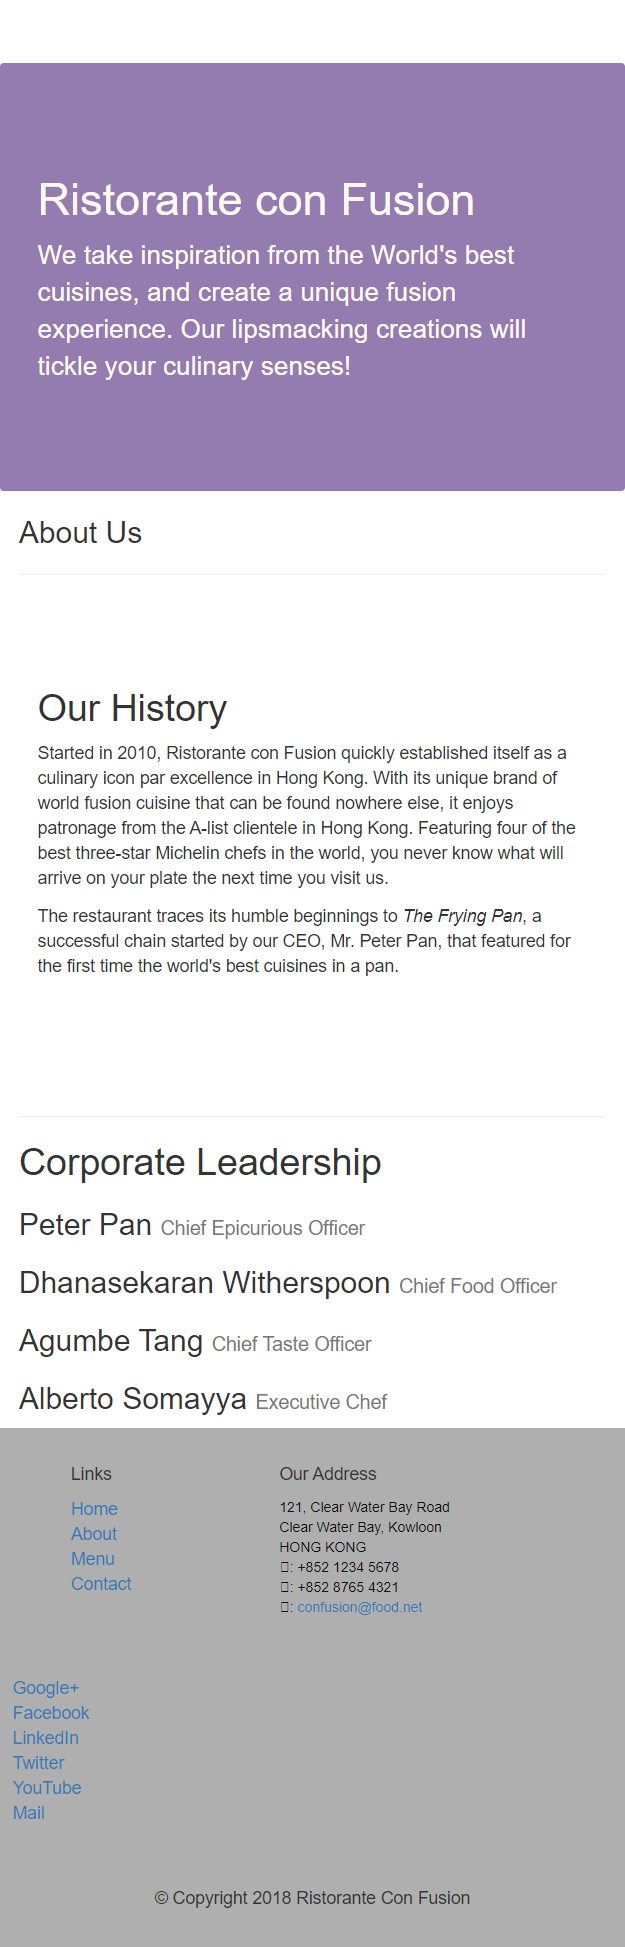 Ristorante con Fusion
We take inspiration from the World's best
cuisines, and create a unique fusion
experience. Our lipsmacking creations will
tickle your culinary senses!
About Us
Our History
Started in 2010, Ristorante con Fusion quickly established itself as a
culinary icon par excellence in Hong Kong. With its unique brand of
world fusion cuisine that can be found nowhere else, it enjoys
patronage from the A-list clientele in Hong Kong. Featuring four of the
best three-star Michelin chefs in the world, you never know what will
arrive on your plate the next time you visit us.
The restaurant traces its humble beginnings to The Frying Pan, a
successful chain started by our CEO, Mr. Peter Pan, that featured for
the first time the world's best cuisines in a pan.
Corporate Leadership
Peter Pan Chief Epicurious Officer
Dhanasekaran Witherspoon Chief Food Officer
Agumbe Tang Chief Taste Officer
Alberto Somayya Executive Chef
Links
Home
About
Menu
Contact
Our Address
121, Clear Water Bay Road
Clear Water Bay, Kowloon
HONG KONG
: +852 1234 5678
: +852 8765 4321
: confusion@food.net
Google+
Facebook
LinkedIn
Twitter
YouTube
Mail
© Copyright 2018 Ristorante Con Fusion